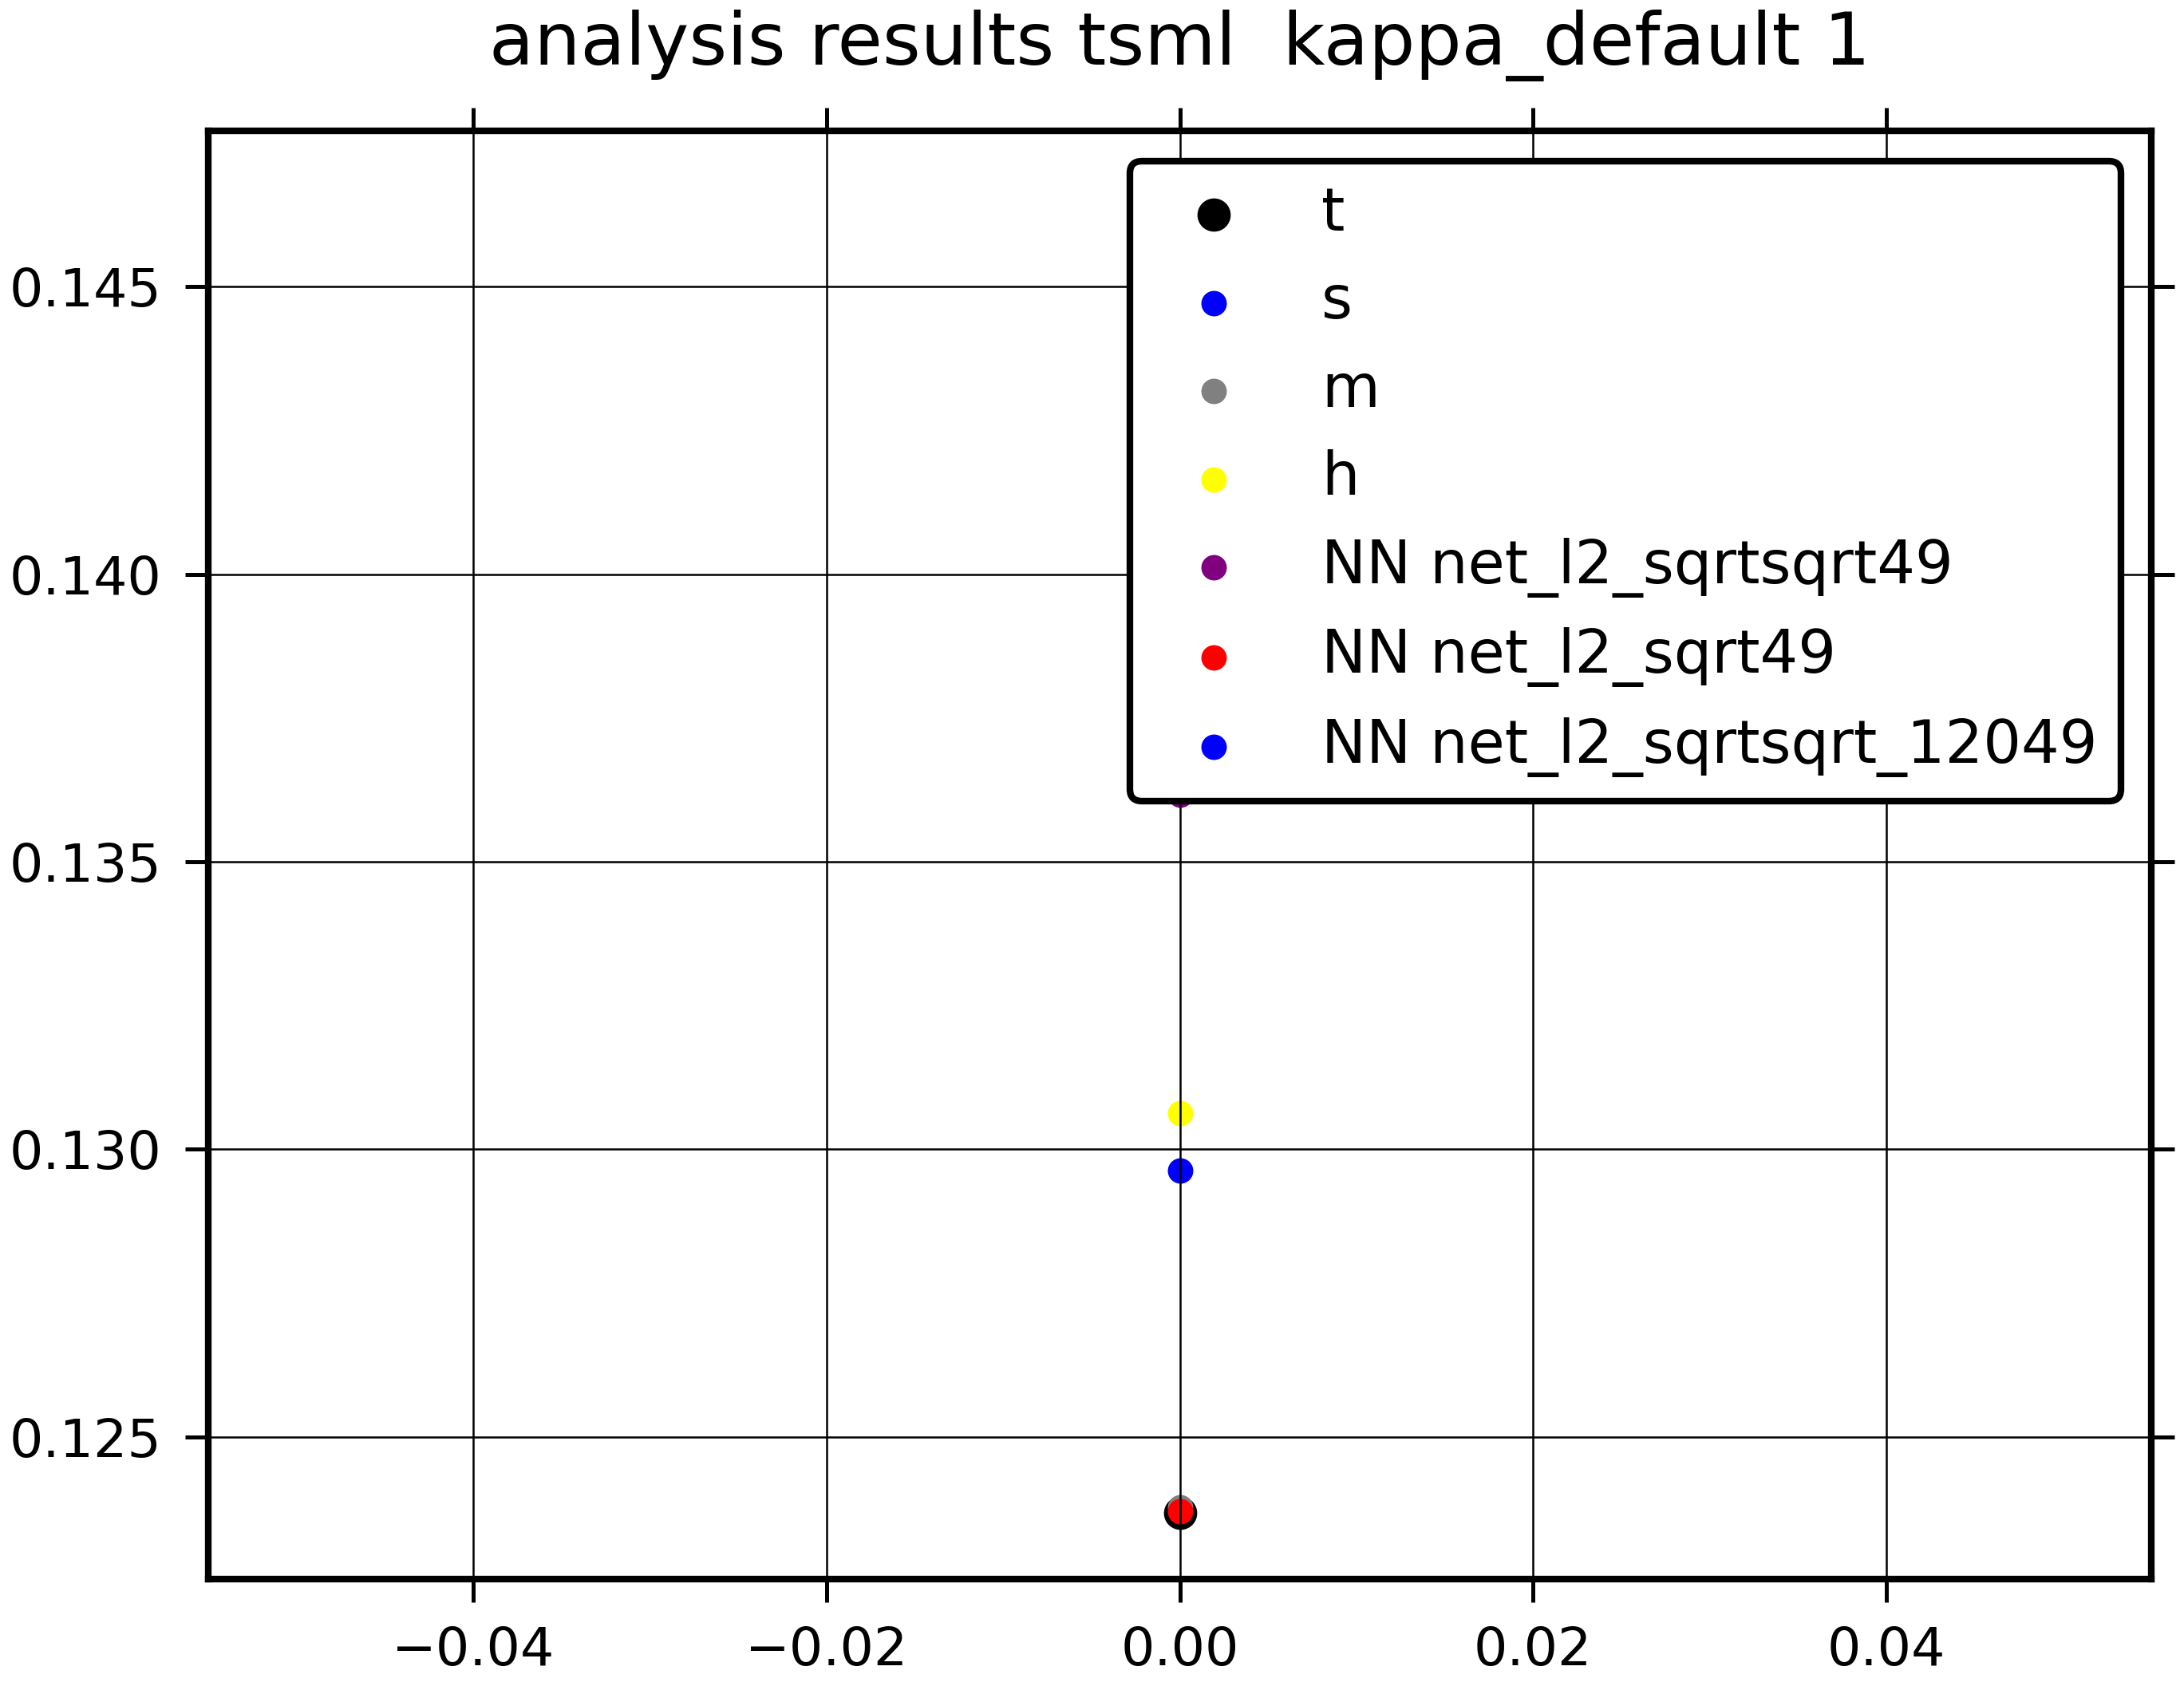 analysis results tsml  kappa_default 1
t
s
m
h
NN net_l2_sqrtsqrt49
NN net_l2_sqrt49
NN net_l2_sqrtsqrt_12049
0.145
0.140
0.135
0.130
0.125
−0.04
−0.02
0.00
0.02
0.04